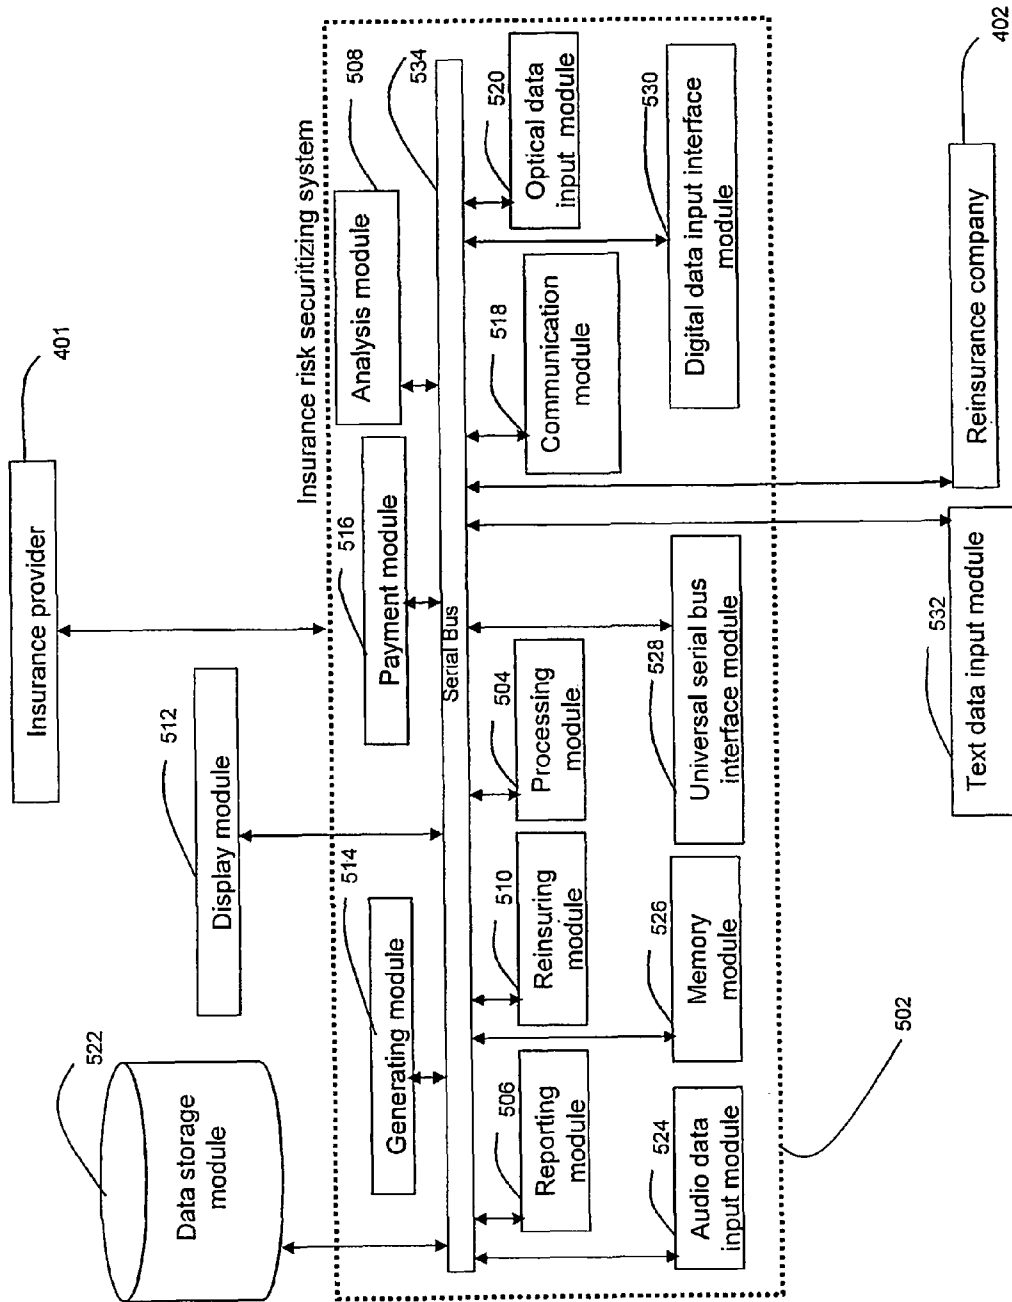 Insurance provider
401
Display module
512
Data storage
module
522
Insurance risk securitizing system
Generating module
514
Payment module
516
Analysis module
508
534
Serial Bus
Reporting
module
506
Reinsuring
module
510
Processing
module
504
Communication
module
518
Optical data
input module
520
Audio data
input module
524
Memory
module
526
Universal serial bus
interface module
528
Digital data input interface
module
530
502
Text data input module
532
Reinsurance company
402